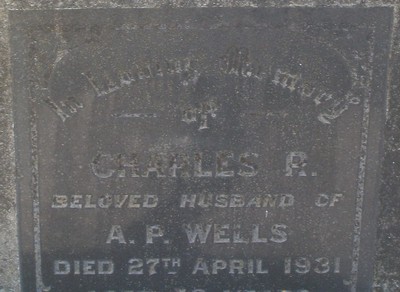 In Loving Memory
of
CHARLES R.
BELOVED HUSBAND OF
A. P. WELLS
DIED 27TH APRIL 1931